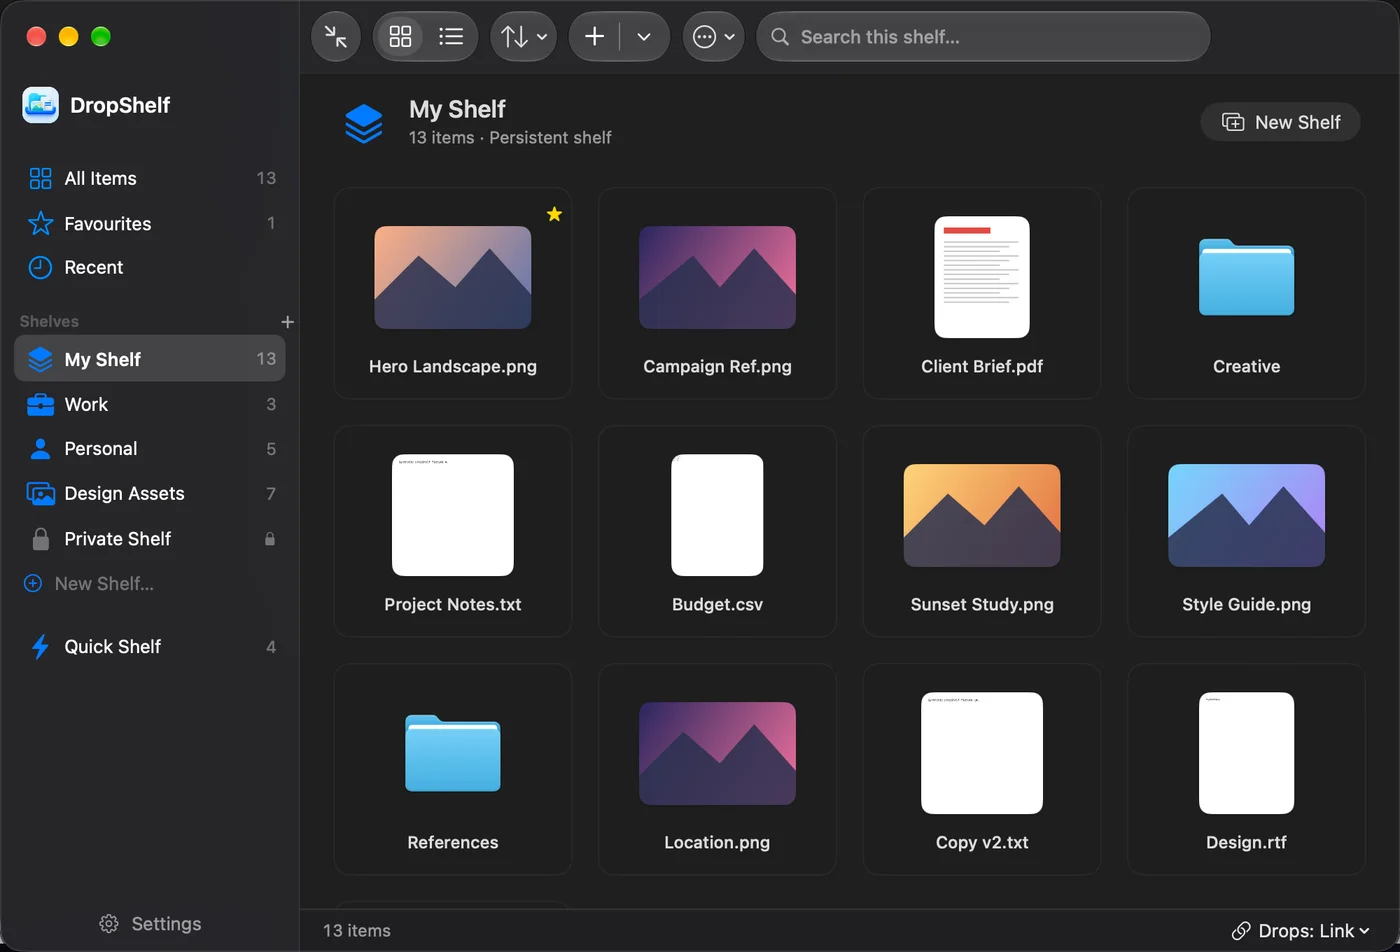 Search this shelf...
DropShelf
My Shelf
13 items · Persistent shelf
New Shelf
All Items 13
Favourites 1
Recent
Shelves
My Shelf 13
Work 3
Personal 5
Design Assets 7
Private Shelf
New Shelf...
Quick Shelf 4
Settings
Hero Landscape.png
Campaign Ref.png
Client Brief.pdf
Creative
Project Notes.txt
Budget.csv
Sunset Study.png
Style Guide.png
References
Location.png
Copy v2.txt
Design.rtf
13 items
Drops: Link